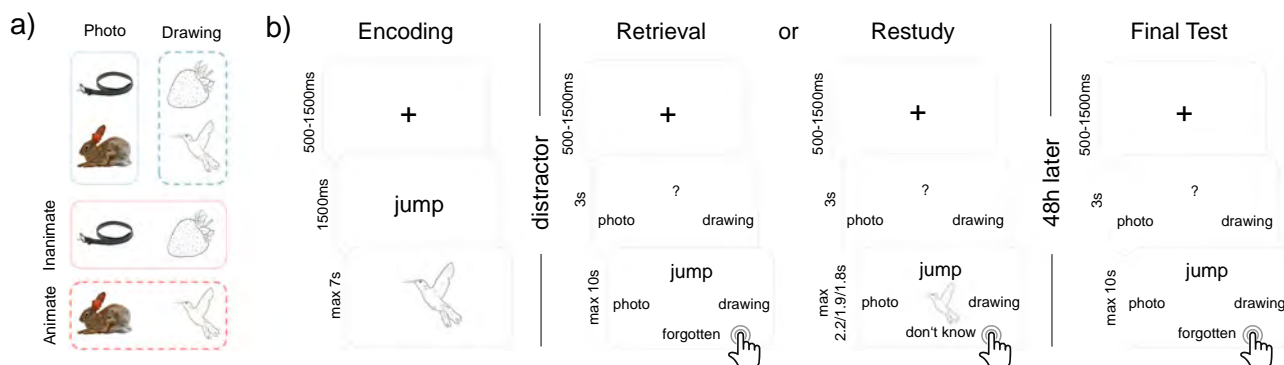 a)
Photo
Drawing
Inanimate
Animate
b)
Encoding
500-1500ms
+
1500ms
jump
max 7s
distractor
Retrieval
500-1500ms
+
3s
?
photo
drawing
max 10s
jump
photo
drawing
forgotten
or
Restudy
500-1500ms
+
3s
?
photo
drawing
max
2.2/1.9/1.8s
jump
photo
drawing
don't know
48h later
Final Test
500-1500ms
+
3s
?
photo
drawing
max 10s
jump
photo
drawing
forgotten